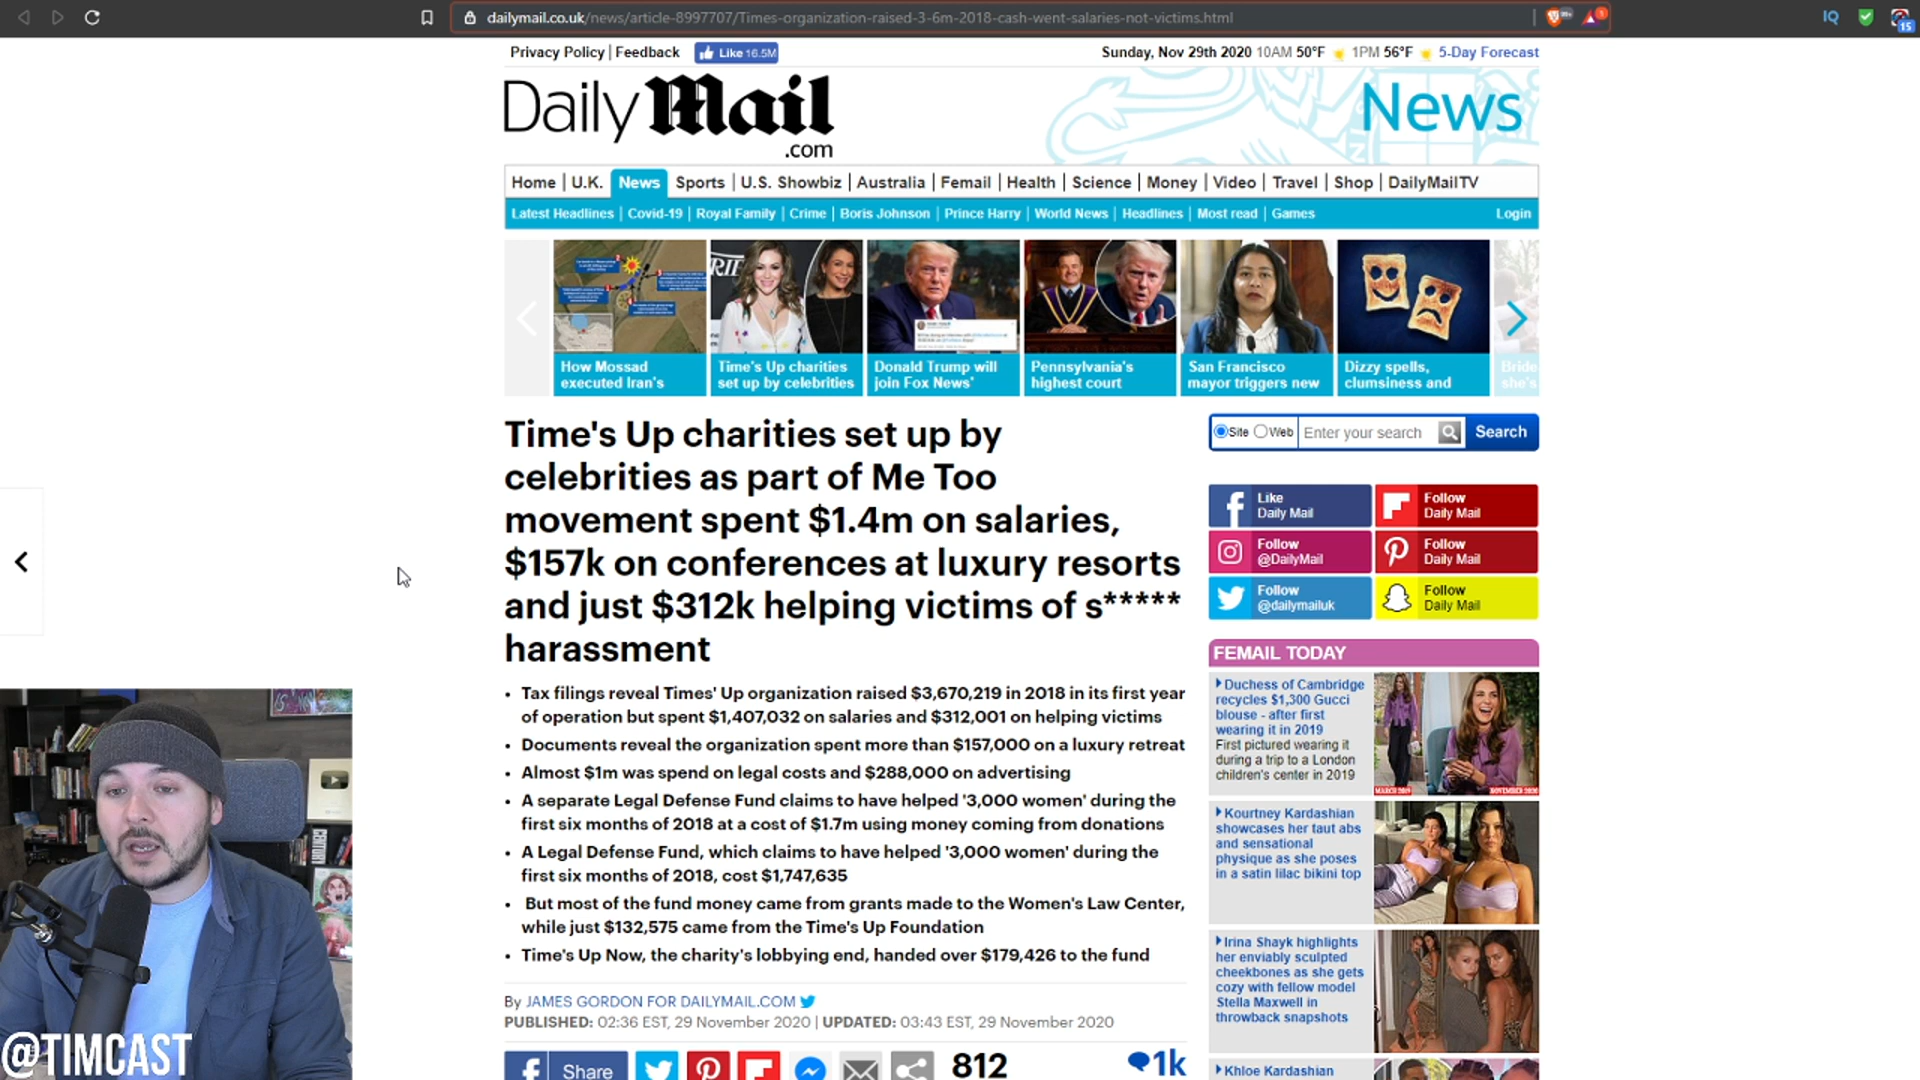 dailymail.co.uk/news/article-8997707/Times-organization-raised-3-6m-2018-cash-went-salaries-not-victims.html
IQ
15
Privacy Policy | Feedback
Like 16.5M
Sunday, Nov 29th 2020 10AM 50°F 1PM 56°F 5-Day Forecast
Daily Mail
.com
News
Home | U.K. News Sports | U.S. Showbiz | Australia | Femail | Health | Science | Money | Video | Travel | Shop | DailyMailTV
Latest Headlines | Covid-19 | Royal Family | Crime | Boris Johnson | Prince Harry | World News | Headlines | Most read | Games
Login
How Mossad
executed Iran's
Time's Up charities
set up by celebrities
Donald Trump will
join Fox News'
Pennsylvania's
highest court
San Francisco
mayor triggers new
Dizzy spells,
clumsiness and
Bride
she's
Time's Up charities set up by
celebrities as part of Me Too
movement spent $1.4m on salaries,
$157k on conferences at luxury resorts
and just $312k helping victims of s*****
harassment
• Tax filings reveal Times' Up organization raised $3,670,219 in 2018 in its first year
of operation but spent $1,407,032 on salaries and $312,001 on helping victims
• Documents reveal the organization spent more than $157,000 on a luxury retreat
• Almost $1m was spend on legal costs and $288,000 on advertising
• A separate Legal Defense Fund claims to have helped '3,000 women' during the
first six months of 2018 at a cost of $1.7m using money coming from donations
• A Legal Defense Fund, which claims to have helped '3,000 women' during the
first six months of 2018, cost $1,747,635
• But most of the fund money came from grants made to the Women's Law Center,
while just $132,575 came from the Time's Up Foundation
• Time's Up Now, the charity's lobbying end, handed over $179,426 to the fund
By JAMES GORDON FOR DAILYMAIL.COM
PUBLISHED: 02:36 EST, 29 November 2020 | UPDATED: 03:43 EST, 29 November 2020
Share
812
1k
Site Web Enter your search Search
Like
Daily Mail
Follow
Daily Mail
Follow
@DailyMail
Follow
Daily Mail
Follow
@dailymailuk
Follow
Daily Mail
FEMAIL TODAY
Duchess of Cambridge
recycles $1,300 Gucci
blouse - after first
wearing it in 2019
First pictured wearing it
during a trip to a London
children's center in 2019
MARCH 2019
NOVEMBER 2020
Kourtney Kardashian
showcases her taut abs
and sensational
physique as she poses
in a satin lilac bikini top
Irina Shayk highlights
her enviably sculpted
cheekbones as she gets
cozy with fellow model
Stella Maxwell in
throwback snapshots
Khloe Kardashian
@TIMCAST